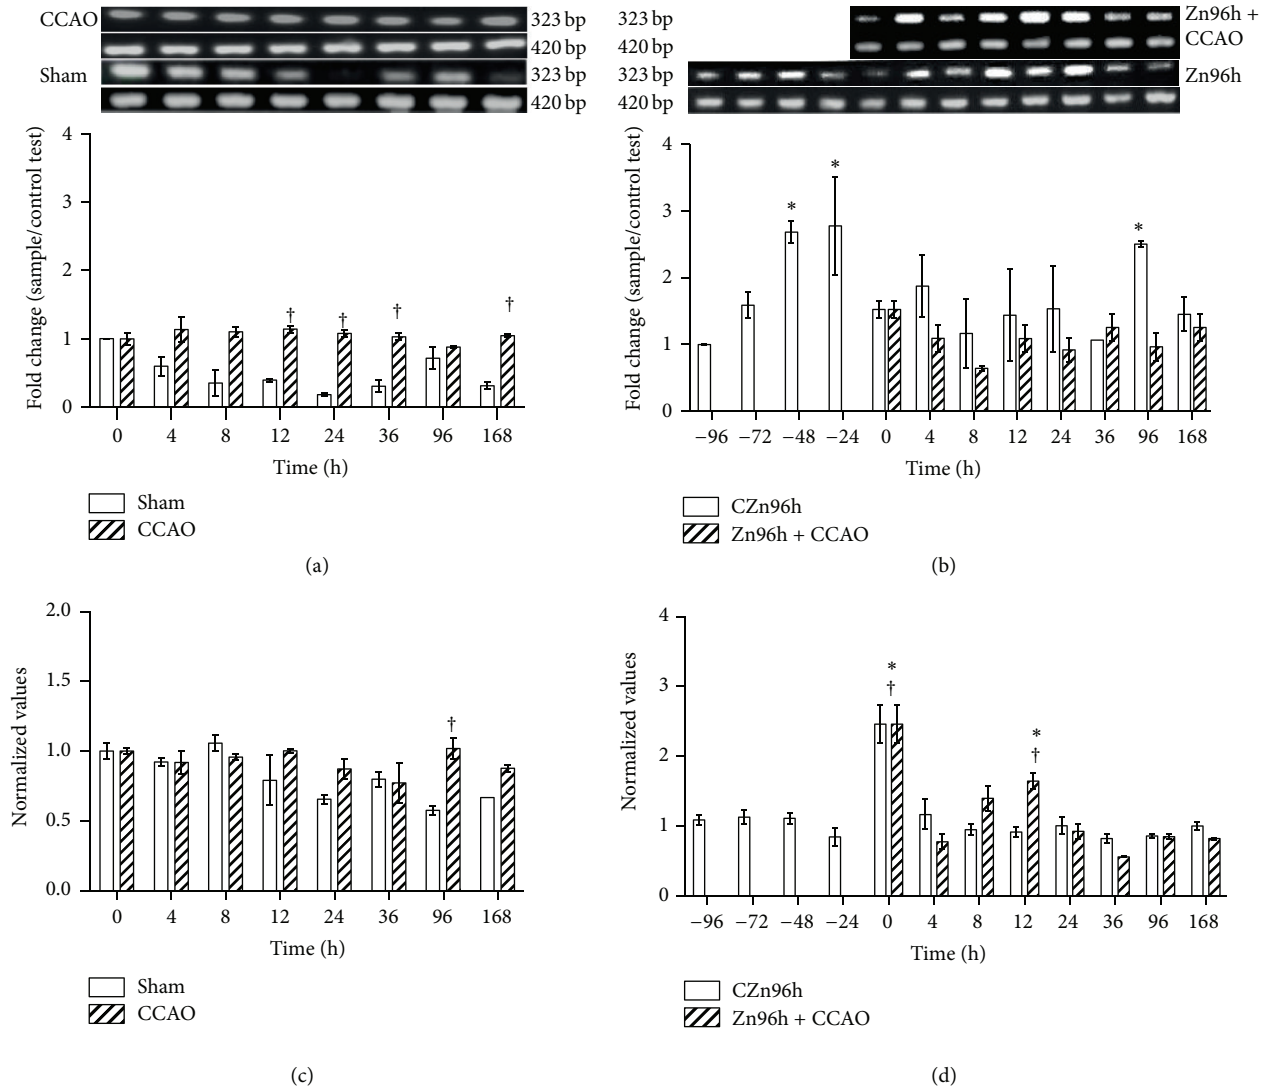 CCAO 323 bp
420 bp
Sham 323 bp
420 bp
4
3
2
1
0
Fold change (sample/control test)
† † † †
0 4 8 12 24 36 96 168
Time (h)
Sham
CCAO
(a)
323 bp Zn96h +
420 bp CCAO
323 bp Zn96h
420 bp
4
3
2
1
0
Fold change (sample/control test)
* * *
−96 −72 −48 −24 0 4 8 12 24 36 96 168
Time (h)
CZn96h
Zn96h + CCAO
(b)
2.0
1.5
1.0
0.5
0.0
Normalized values
†
0 4 8 12 24 36 96 168
Time (h)
Sham
CCAO
(c)
4
3
2
1
0
Normalized values
* *
† †
−96 −72 −48 −24 0 4 8 12 24 36 96 168
Time (h)
CZn96h
Zn96h + CCAO
(d)